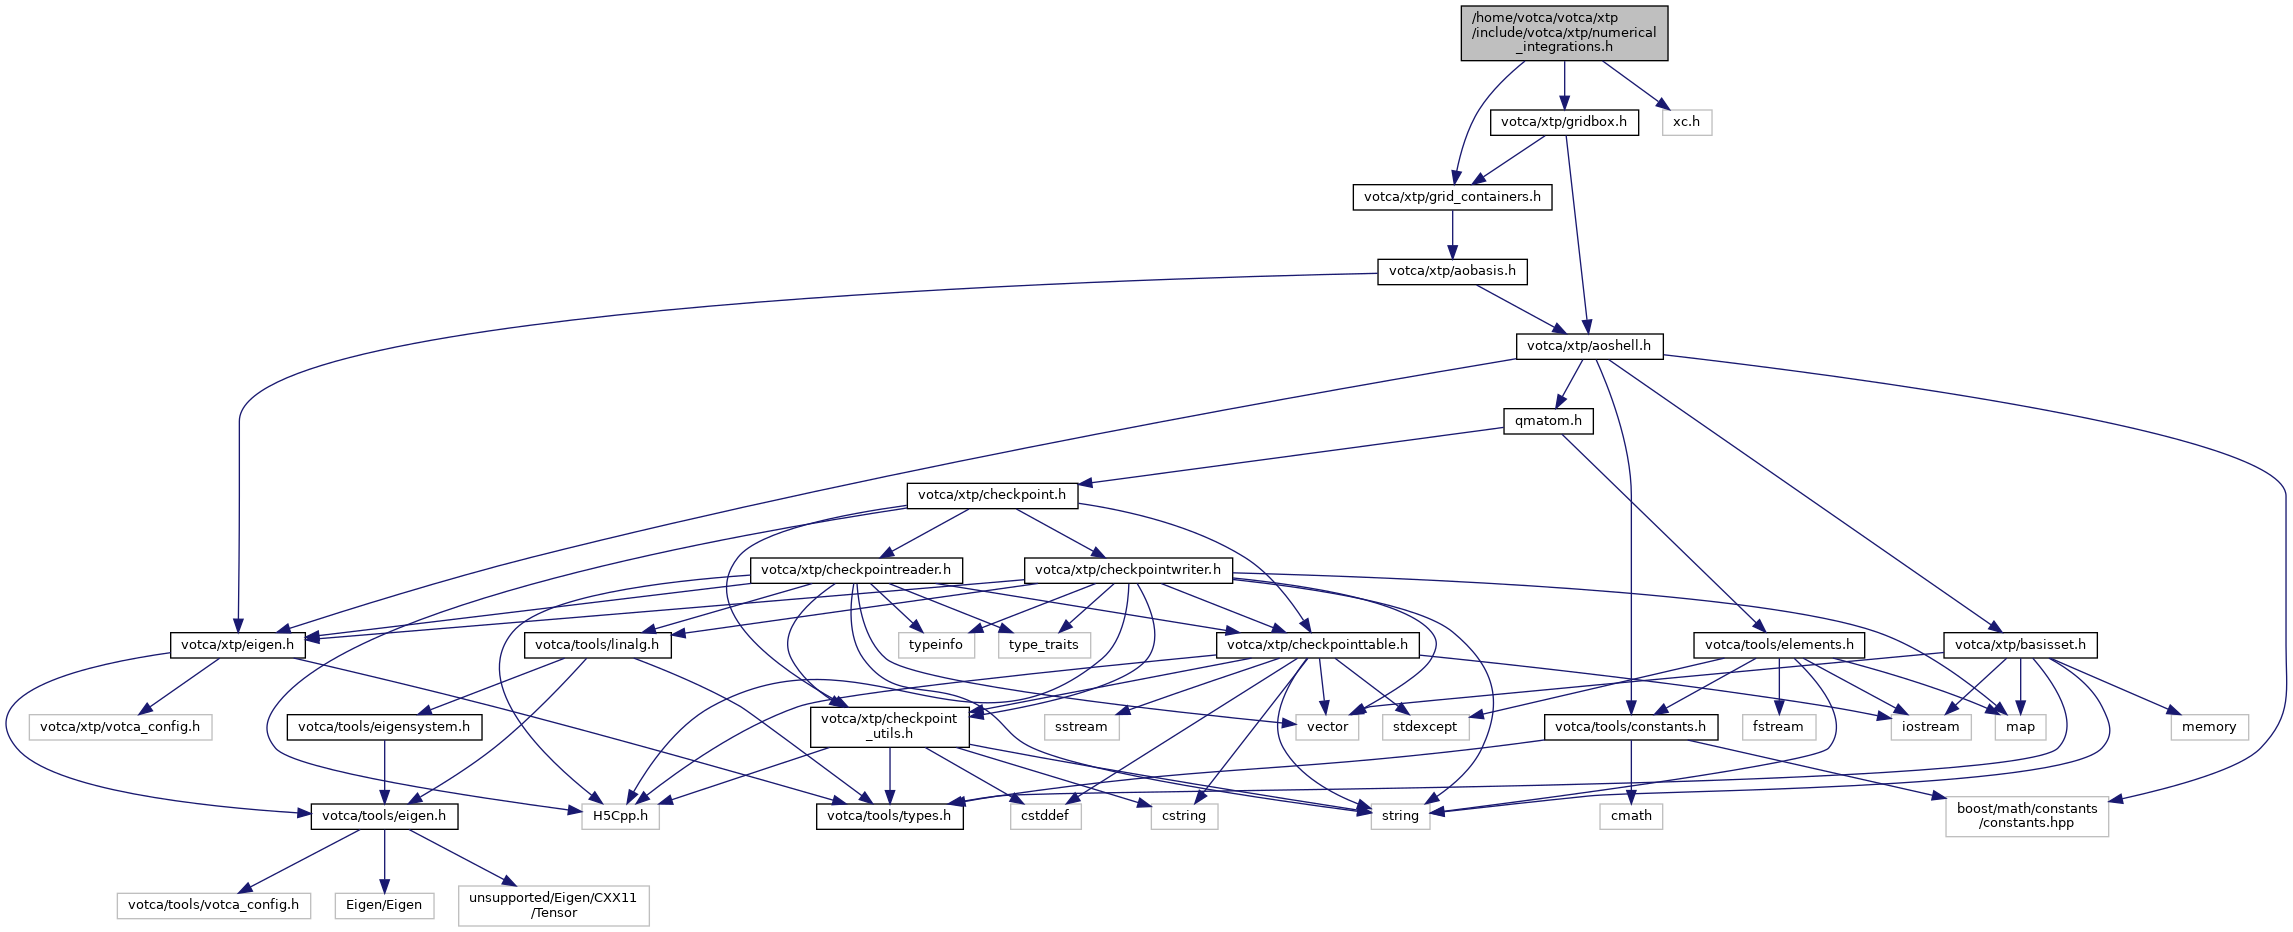 /home/votca/votca/xtp
/include/votca/xtp/numerical
_integrations.h
votca/xtp/gridbox.h
xc.h
votca/xtp/grid_containers.h
votca/xtp/aobasis.h
votca/xtp/aoshell.h
qmatom.h
votca/xtp/checkpoint.h
votca/xtp/checkpointreader.h
votca/xtp/checkpointwriter.h
votca/xtp/eigen.h
votca/tools/linalg.h
typeinfo
type_traits
votca/xtp/checkpointtable.h
votca/tools/elements.h
votca/xtp/basisset.h
votca/xtp/votca_config.h
votca/tools/eigensystem.h
votca/xtp/checkpoint
_utils.h
sstream
vector
stdexcept
votca/tools/constants.h
fstream
iostream
map
memory
votca/tools/eigen.h
H5Cpp.h
votca/tools/types.h
cstddef
cstring
string
cmath
boost/math/constants
/constants.hpp
votca/tools/votca_config.h
Eigen/Eigen
unsupported/Eigen/CXX11
/Tensor